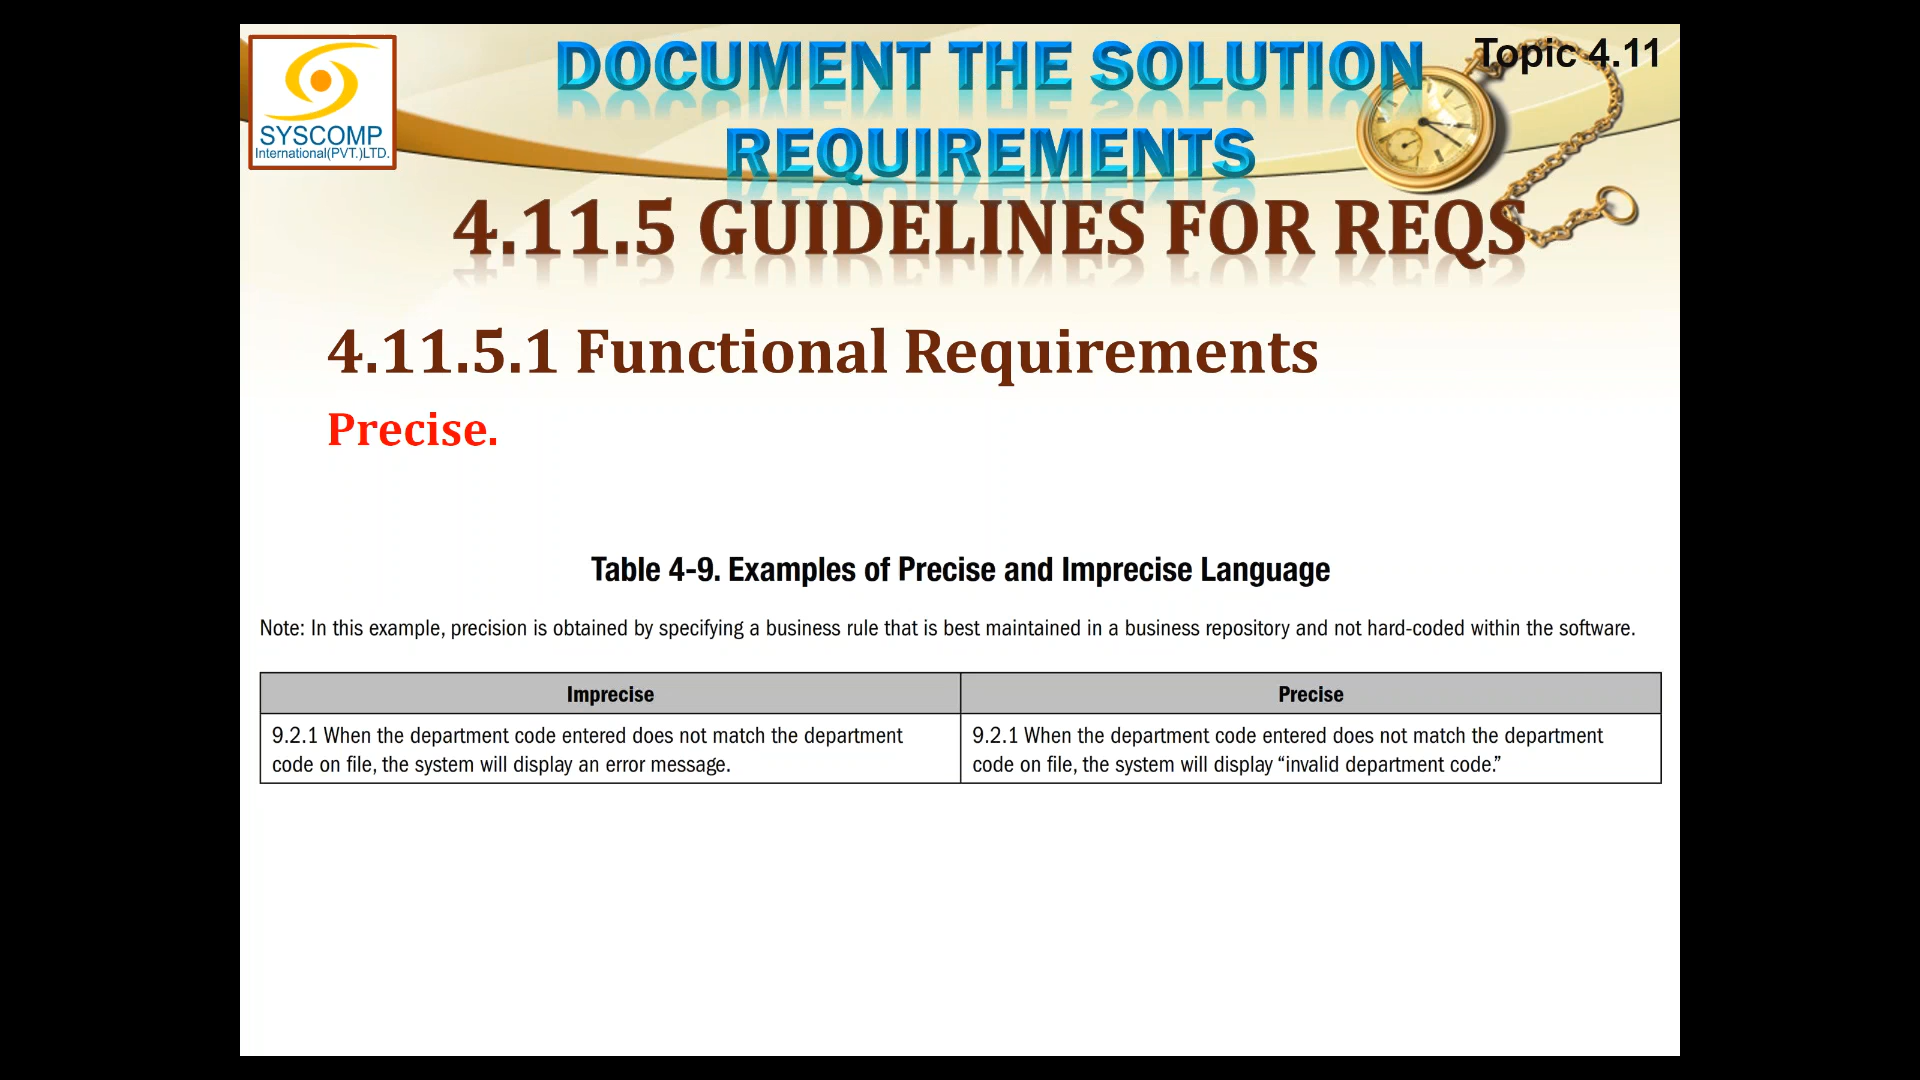 SYSCOMP
International(PVT.)LTD.
DOCUMENT THE SOLUTION
REQUIREMENTS
Topic 4.11
4.11.5 GUIDELINES FOR REQS
4.11.5.1 Functional Requirements
Precise.
Table 4-9. Examples of Precise and Imprecise Language
Note: In this example, precision is obtained by specifying a business rule that is best maintained in a business repository and not hard-coded within the software.
Imprecise
Precise
9.2.1 When the department code entered does not match the department
code on file, the system will display an error message.
9.2.1 When the department code entered does not match the department
code on file, the system will display “invalid department code.”